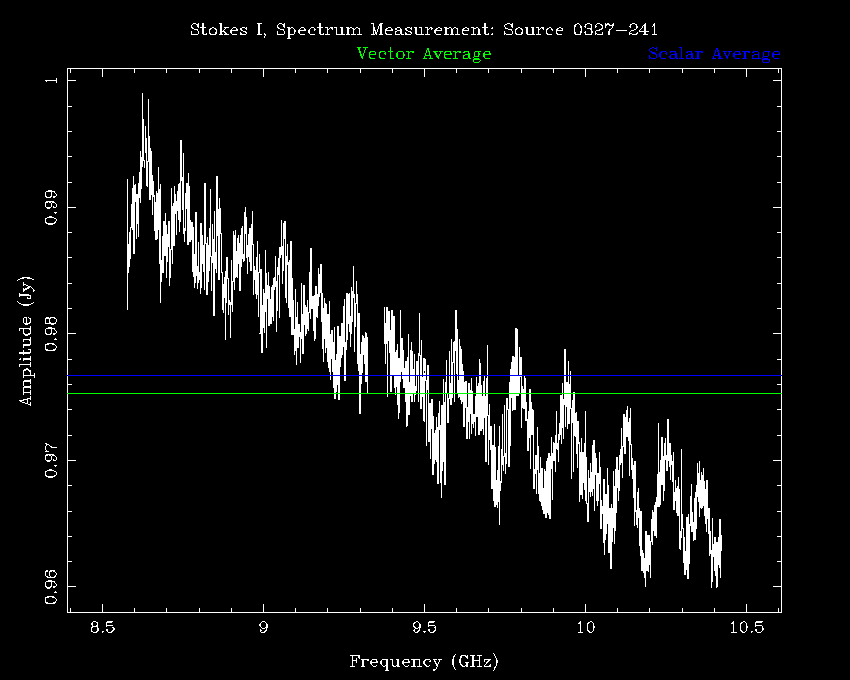 Stokes I, Spectrum Measurement: Source 0327-241
Vector Average Scalar Average
1
0.99
0.98
0.97
0.96
Amplitude (Jy)
8.5 9 9.5 10 10.5
Frequency (GHz)